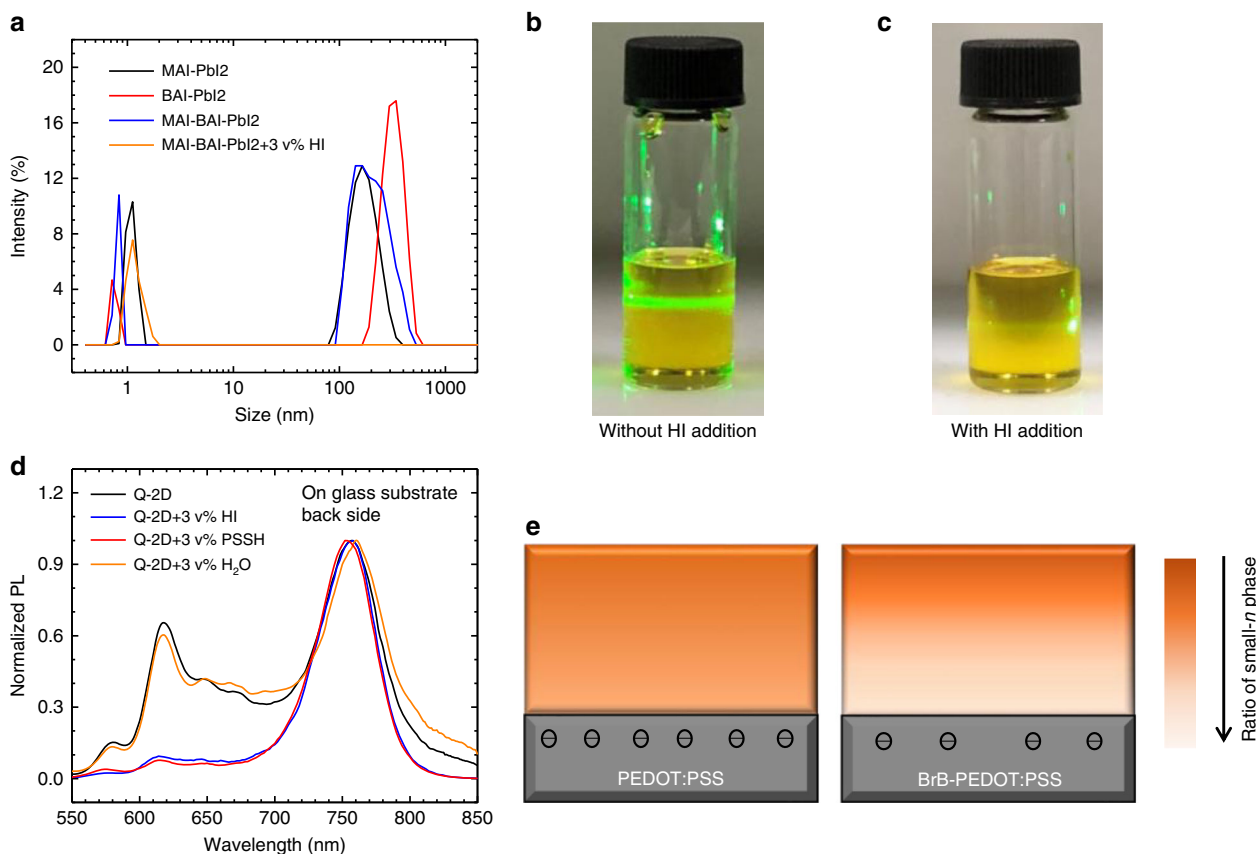 a
20
16
12
8
4
0
Intensity (%)
MAI-PbI2
BAI-PbI2
MAI-BAI-PbI2
MAI-BAI-PbI2+3 v% HI
1
10
100
1000
Size (nm)
b
Without HI addition
c
With HI addition
d
1.2
0.9
0.6
0.3
0.0
Normalized PL
Q-2D
Q-2D+3 v% HI
Q-2D+3 v% PSSH
Q-2D+3 v% H₂O
On glass substrate
back side
550
600
650
700
750
800
850
Wavelength (nm)
e
PEDOT:PSS
BrB-PEDOT:PSS
Ratio of small-n phase